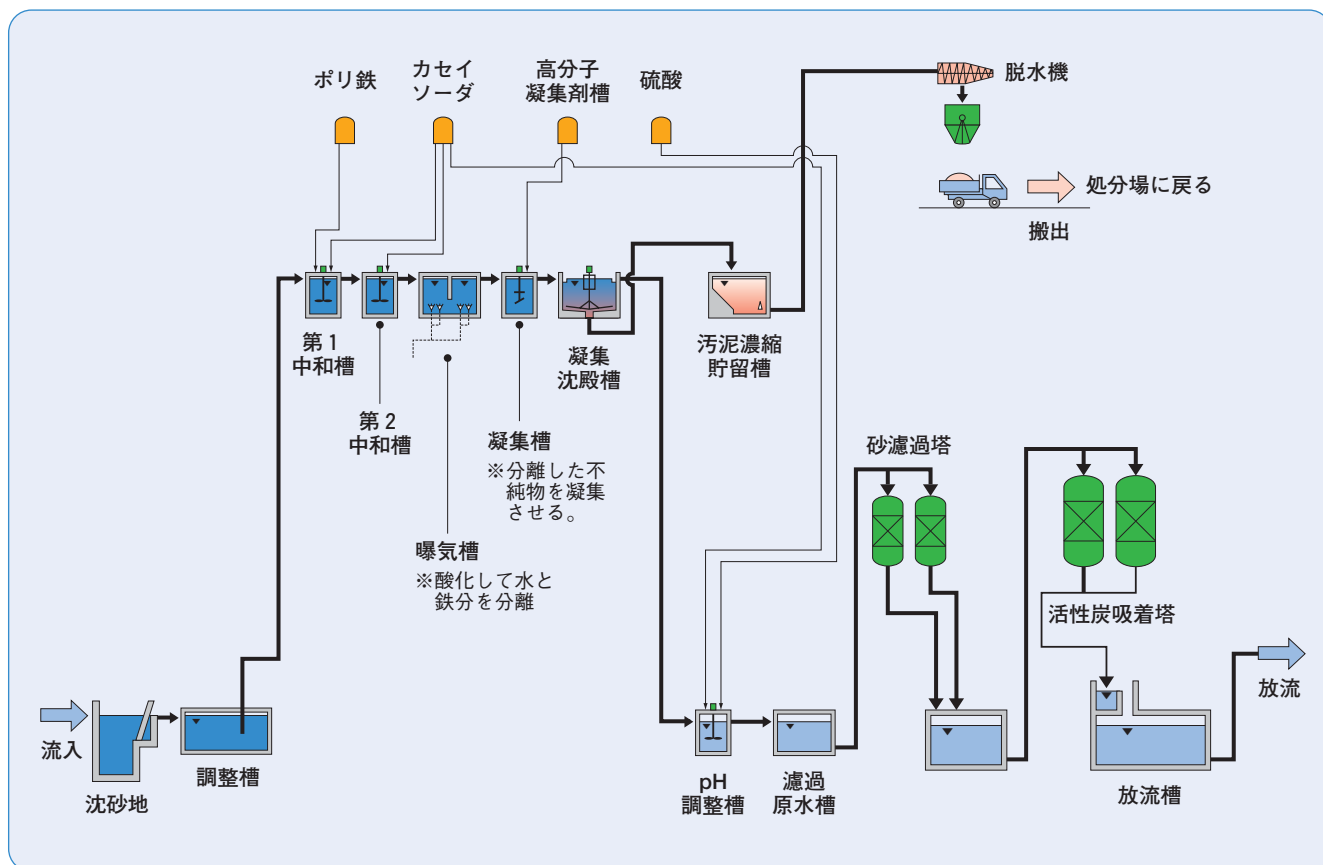 ポリ鉄
カセイ
ソーダ
高分子
凝集剤槽
硫酸
脱水機
処分場に戻る
搬出
第1
中和槽
第2
中和槽
曝気槽
※酸化して水と
鉄分を分離
凝集槽
※分離した不
純物を凝集
させる。
凝集
沈殿槽
汚泥濃縮
貯留槽
砂濾過塔
活性炭吸着塔
流入
沈砂地
調整槽
pH
調整槽
濾過
原水槽
放流槽
放流